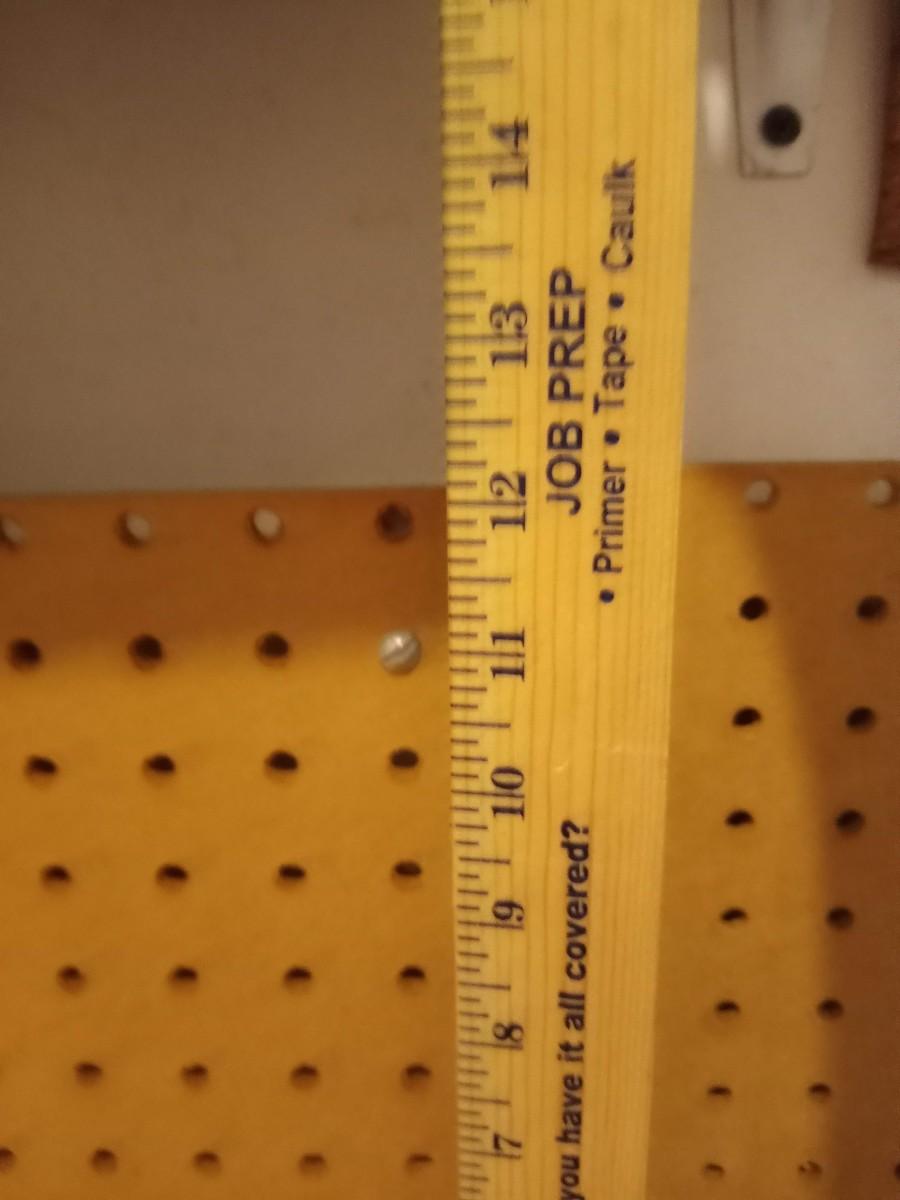 14
13
12
11
10
9
8
7
JOB PREP
• Primer • Tape • Caulk
you have it all covered?